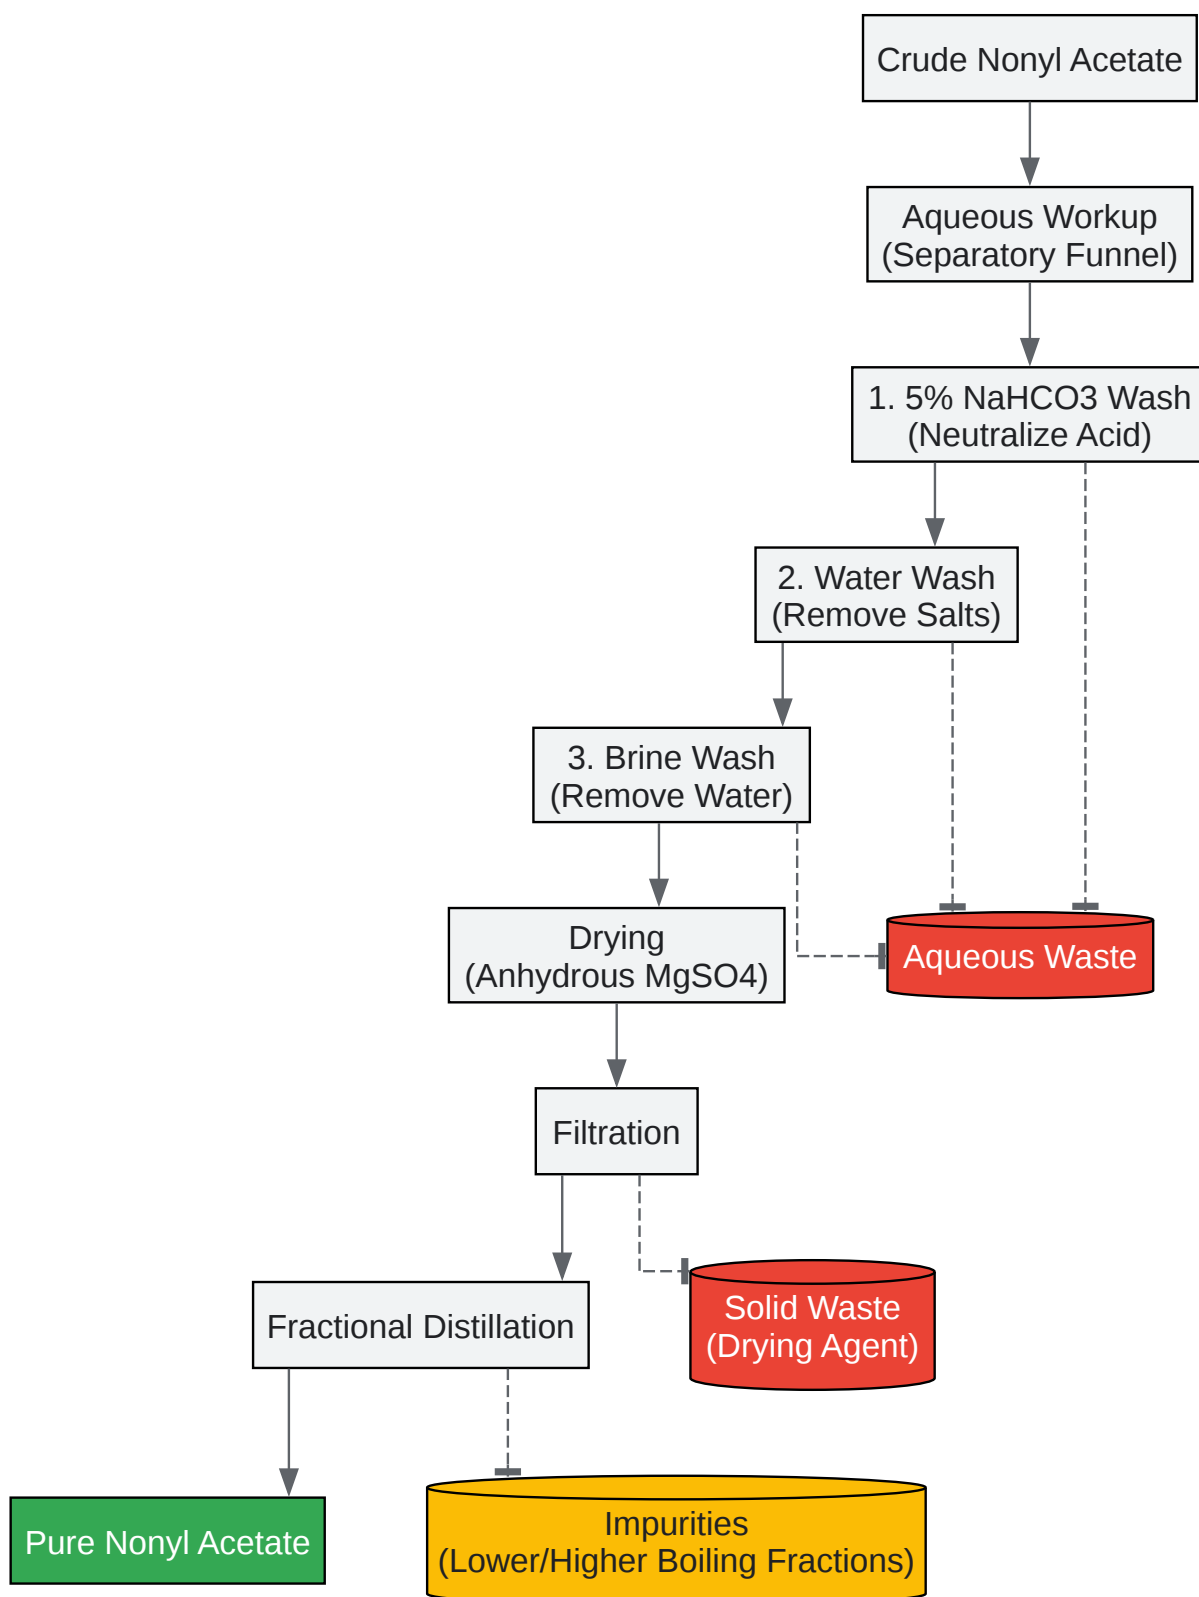 Crude Nonyl Acetate
Aqueous Workup
(Separatory Funnel)
1. 5% NaHCO3 Wash
(Neutralize Acid)
2. Water Wash
(Remove Salts)
3. Brine Wash
(Remove Water)
Drying
(Anhydrous MgSO4)
Aqueous Waste
Filtration
Fractional Distillation
Solid Waste
(Drying Agent)
Pure Nonyl Acetate
Impurities
(Lower/Higher Boiling Fractions)